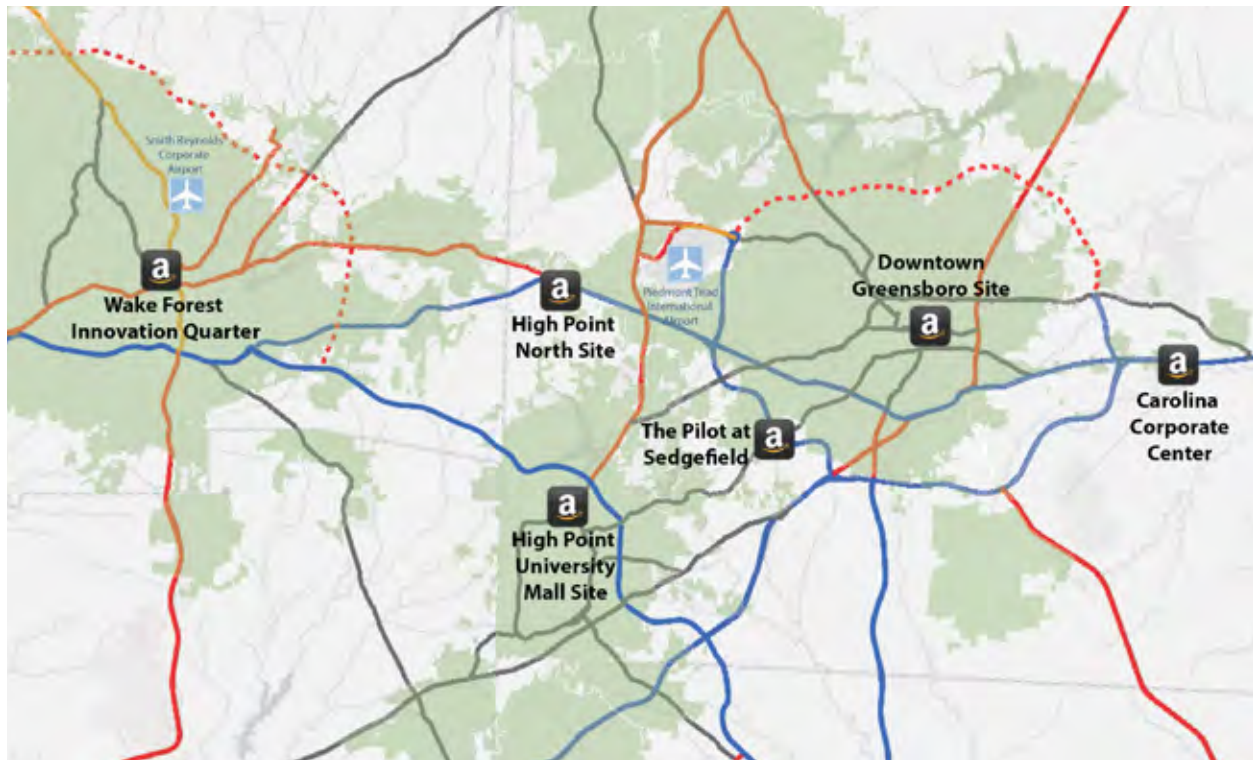 Smith Reynolds
Corporate
Airport
a
Wake Forest
Innovation Quarter
a
High Point
North Site
Piedmont Triad
International
Airport
Downtown
Greensboro Site
a
a
Carolina
Corporate
Center
The Pilot at
Sedgefield
a
a
High Point
University
Mall Site